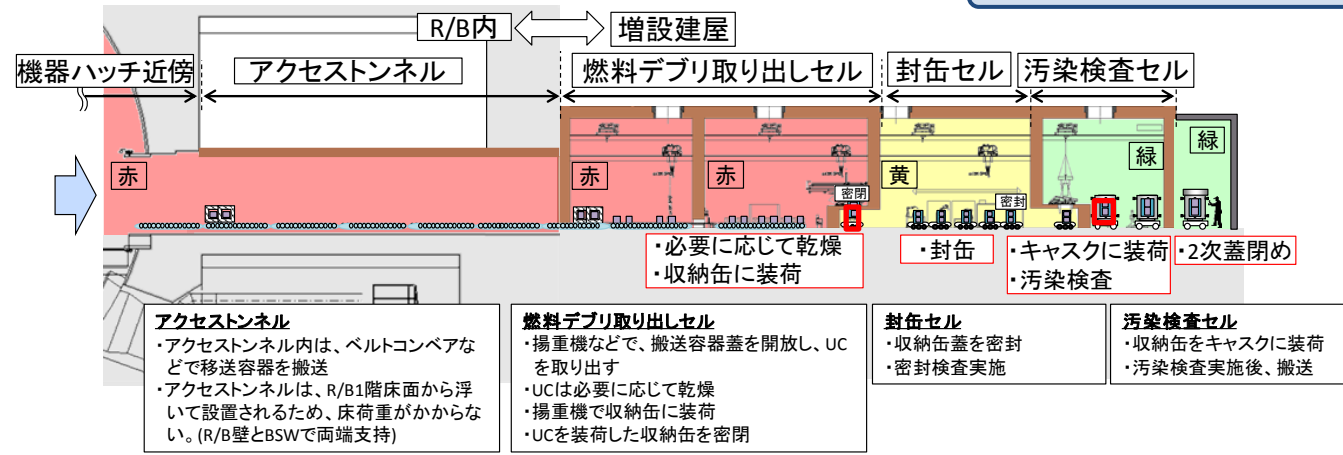 R/B内
増設建屋
機器ハッチ近傍
アクセストンネル
燃料デブリ取り出しセル
封缶セル
汚染検査セル
赤
赤
赤
黄
緑
緑
密閉
密封
・必要に応じて乾燥
・収納缶に装荷
・封缶
・キャスクに装荷
・汚染検査
・2次蓋閉め
アクセストンネル
・アクセストンネル内は、ベルトコンベアな
どで移送容器を搬送
・アクセストンネルは、R/B1階床面から浮
いて設置されるため、床荷重がかからな
い。(R/B壁とBSWで両端支持)
燃料デブリ取り出しセル
・揚重機などで、搬送容器蓋を開放し、UC
を取り出す
・UCは必要に応じて乾燥
・揚重機で収納缶に装荷
・UCを装荷した収納缶を密閉
封缶セル
・収納缶蓋を密封
・密封検査実施
汚染検査セル
・収納缶をキャスクに装荷
・汚染検査実施後、搬送